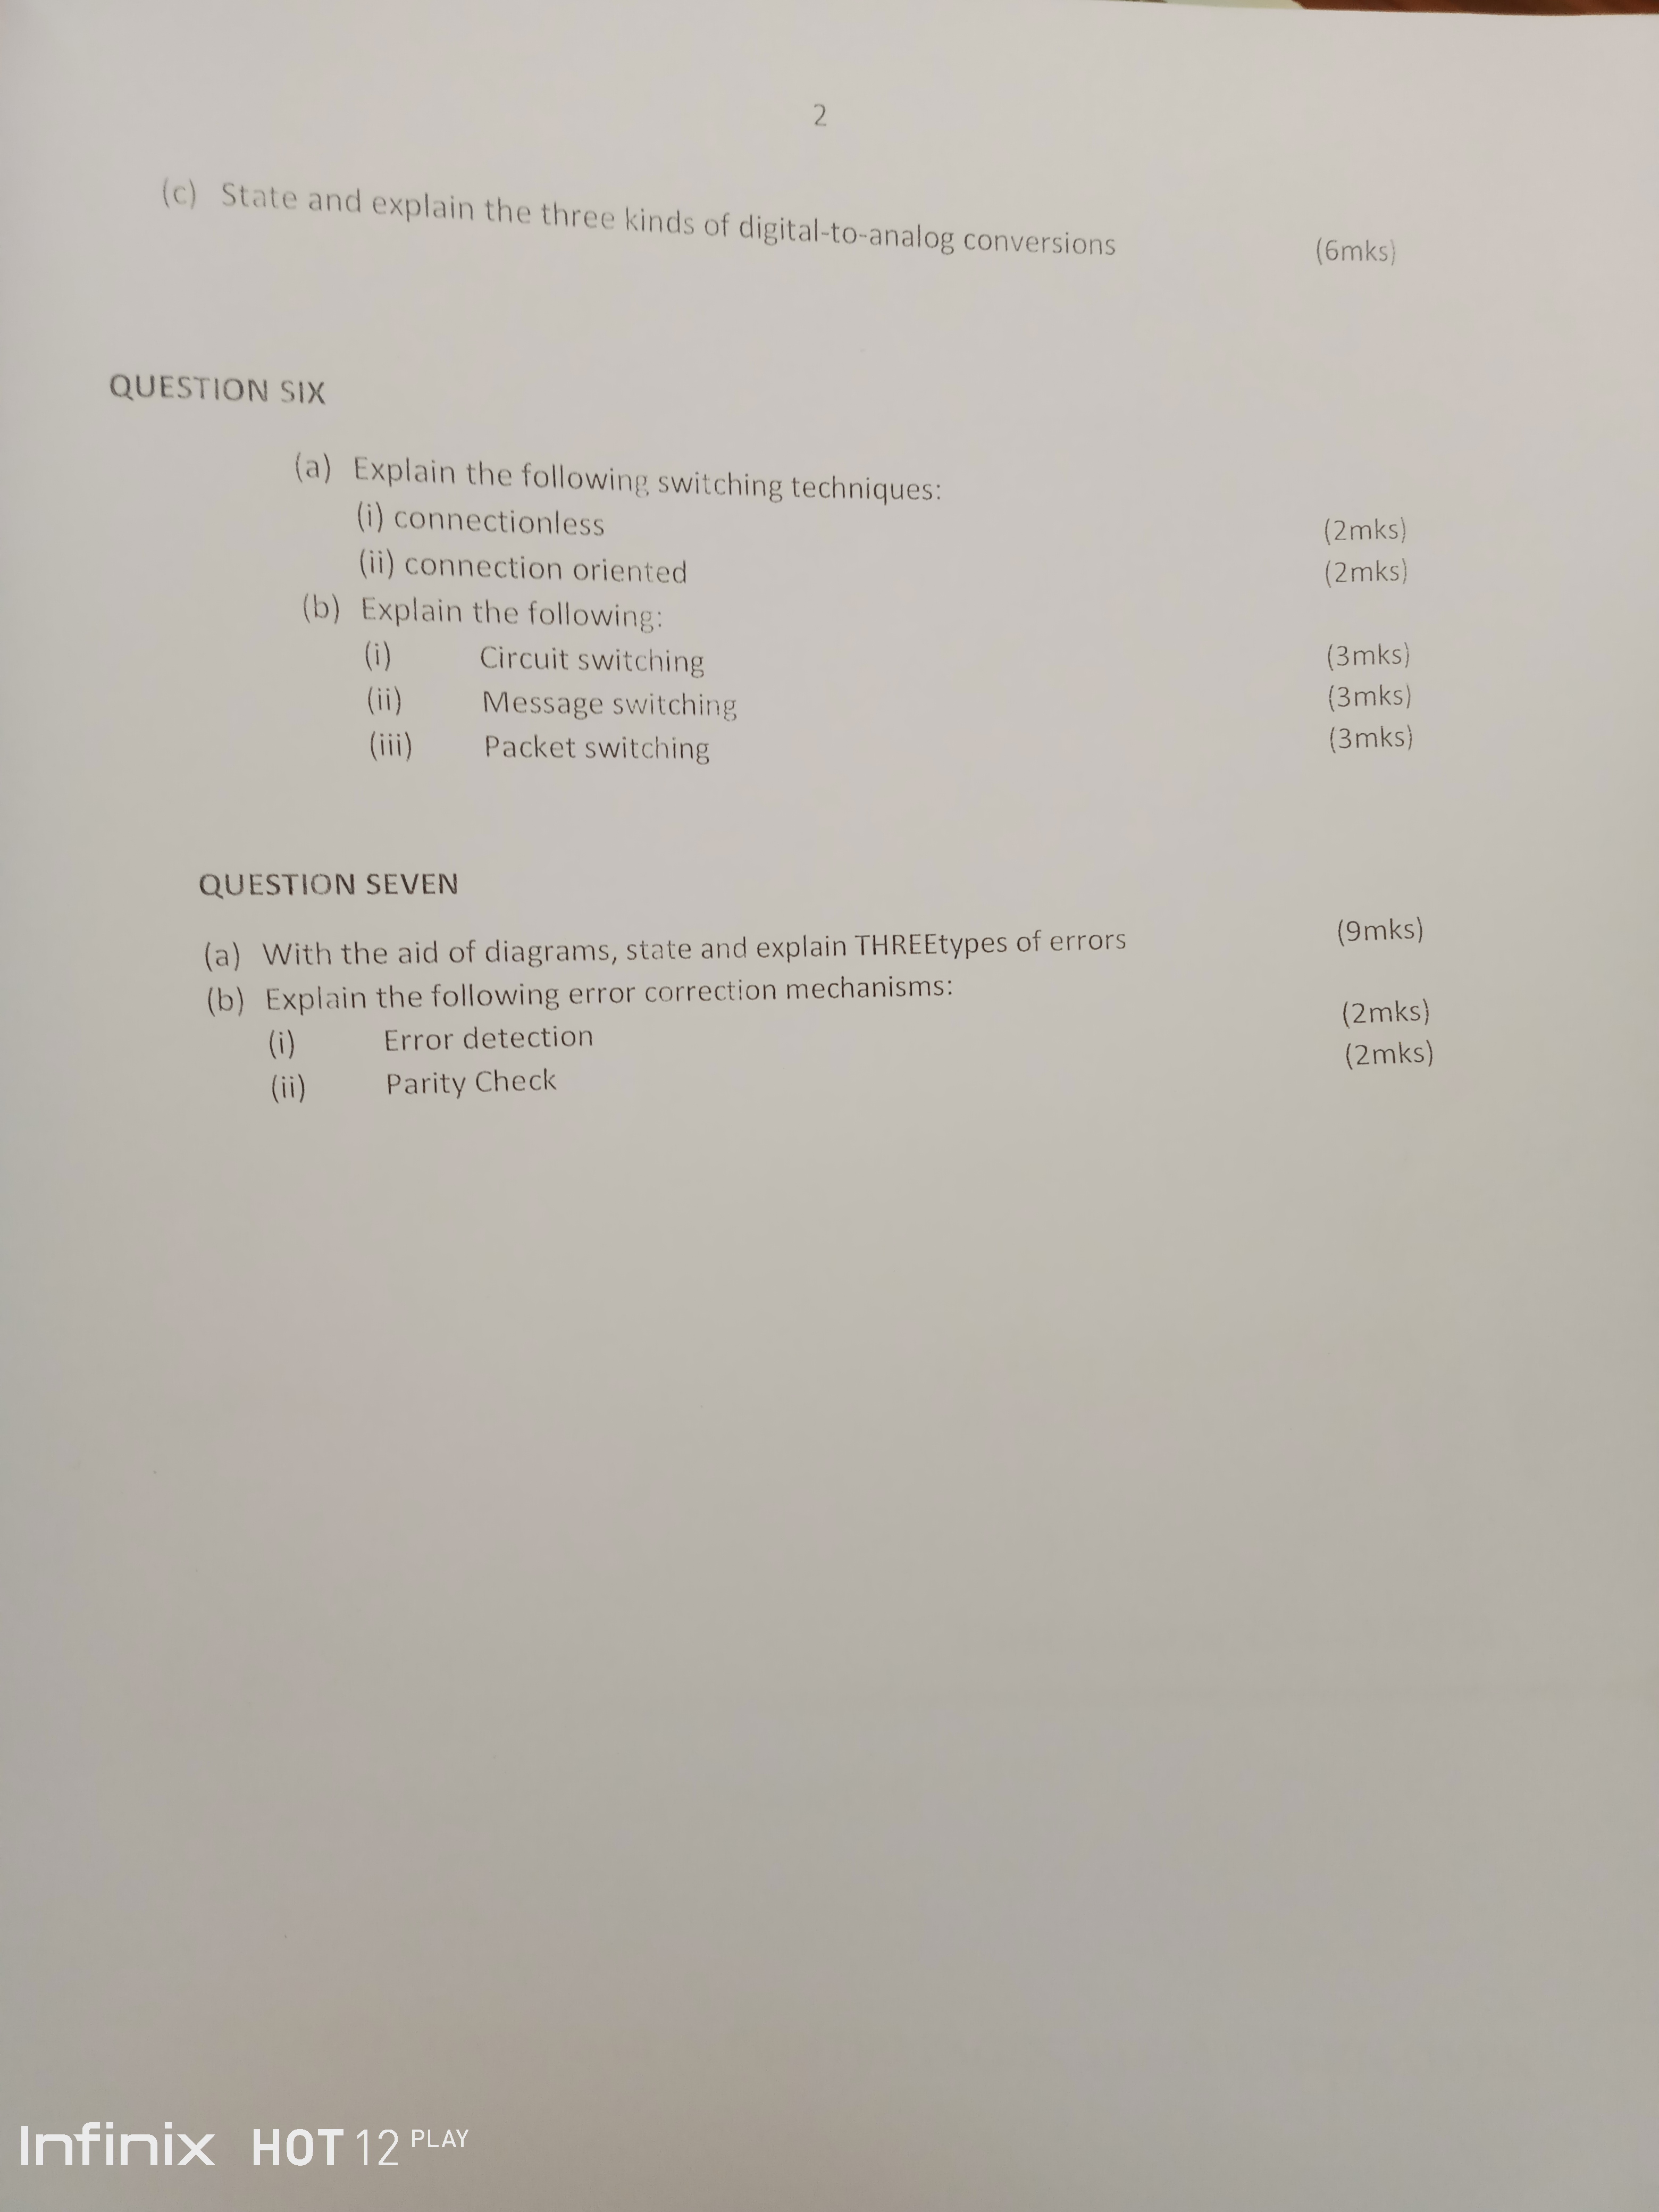 2
(c) State and explain the three kinds of digital-to-analog conversions (6mks)
QUESTION SIX
(a) Explain the following switching techniques:
(i) connectionless (2mks)
(ii) connection oriented (2mks)
(b) Explain the following:
(i) Circuit switching (3mks)
(ii) Message switching (3mks)
(iii) Packet switching (3mks)
QUESTION SEVEN
(a) With the aid of diagrams, state and explain THREEtypes of errors (9mks)
(b) Explain the following error correction mechanisms:
(i) Error detection (2mks)
(ii) Parity Check (2mks)
Infinix HOT 12 PLAY